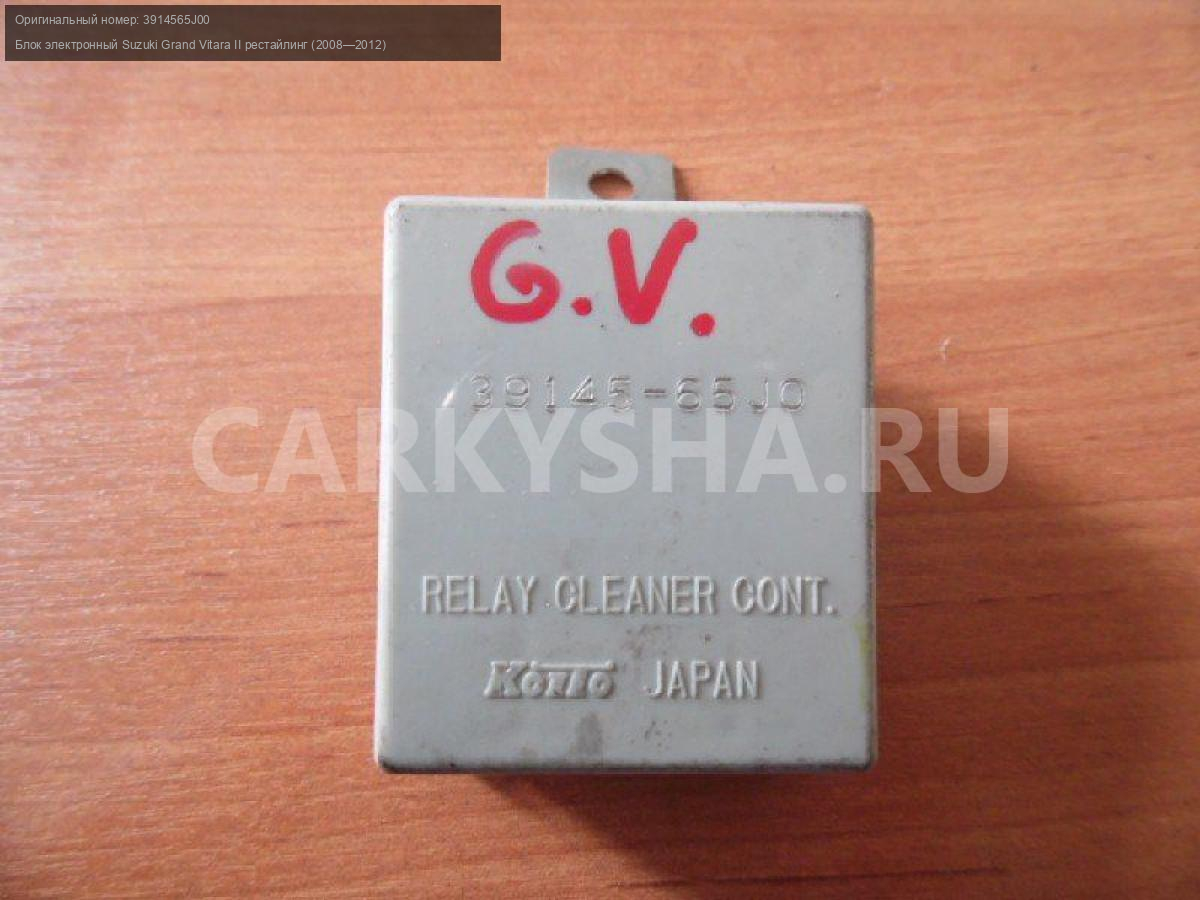 Оригинальный номер: 3914565J00
Блок электронный Suzuki Grand Vitara II рестайлинг (2008—2012)
G.V.
39145-65J0
CARKYSHA.RU
RELAY CLEANER CONT.
KOITO JAPAN